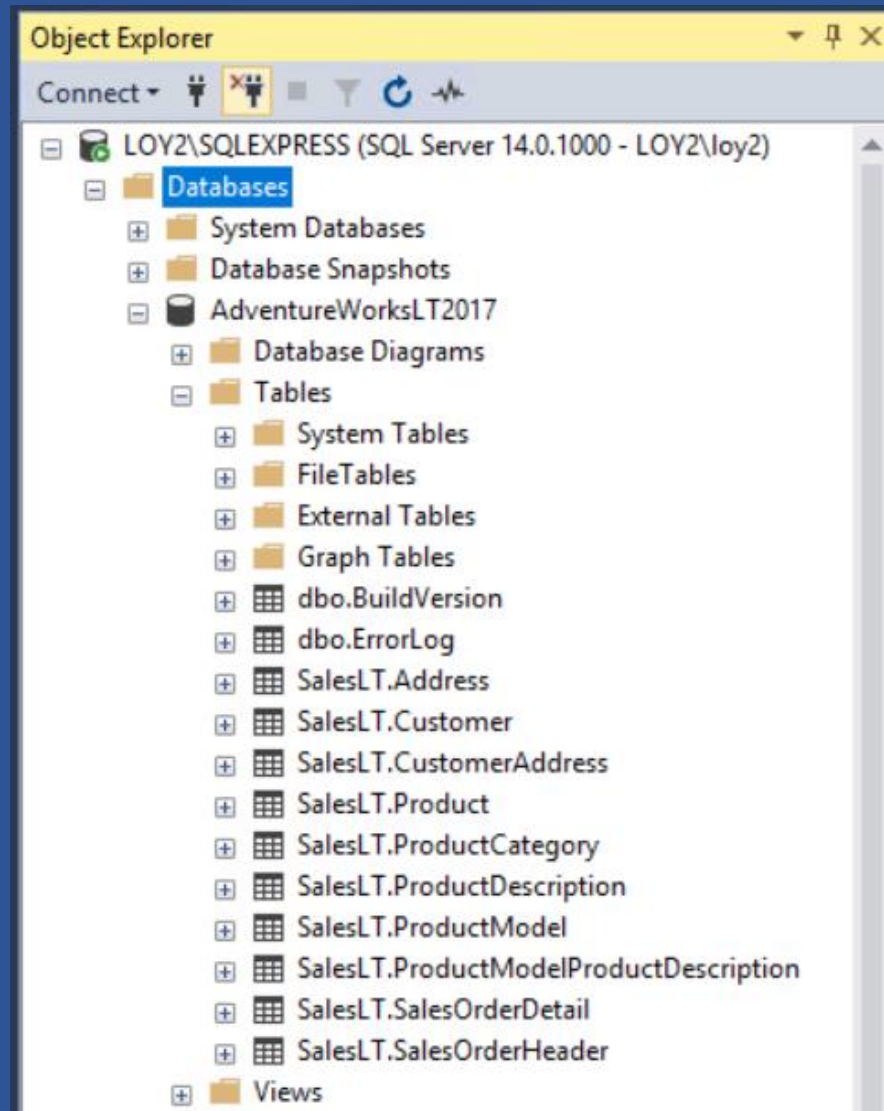 Object Explorer
Connect
LOY2\SQLEXPRESS (SQL Server 14.0.1000 - LOY2\loy2)
Databases
System Databases
Database Snapshots
AdventureWorksLT2017
Database Diagrams
Tables
System Tables
FileTables
External Tables
Graph Tables
dbo.BuildVersion
dbo.ErrorLog
SalesLT.Address
SalesLT.Customer
SalesLT.CustomerAddress
SalesLT.Product
SalesLT.ProductCategory
SalesLT.ProductDescription
SalesLT.ProductModel
SalesLT.ProductModelProductDescription
SalesLT.SalesOrderDetail
SalesLT.SalesOrderHeader
Views